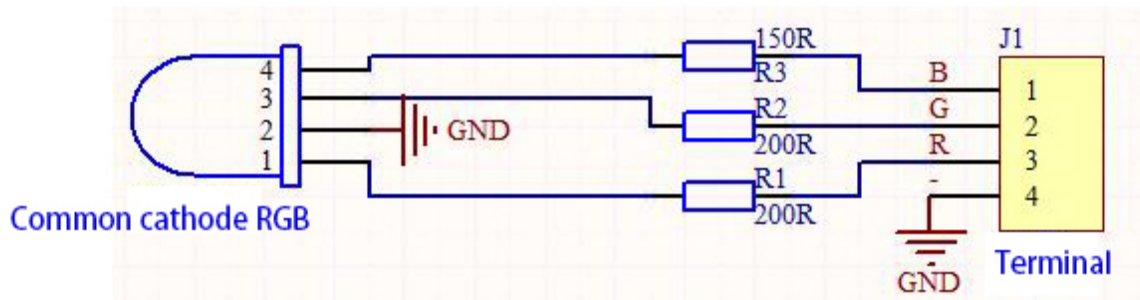 150R
J1
4
R3
B
1
3
R2
G
2
2
GND
200R
R
3
1
R1
-
4
Common cathode RGB
200R
Terminal
GND